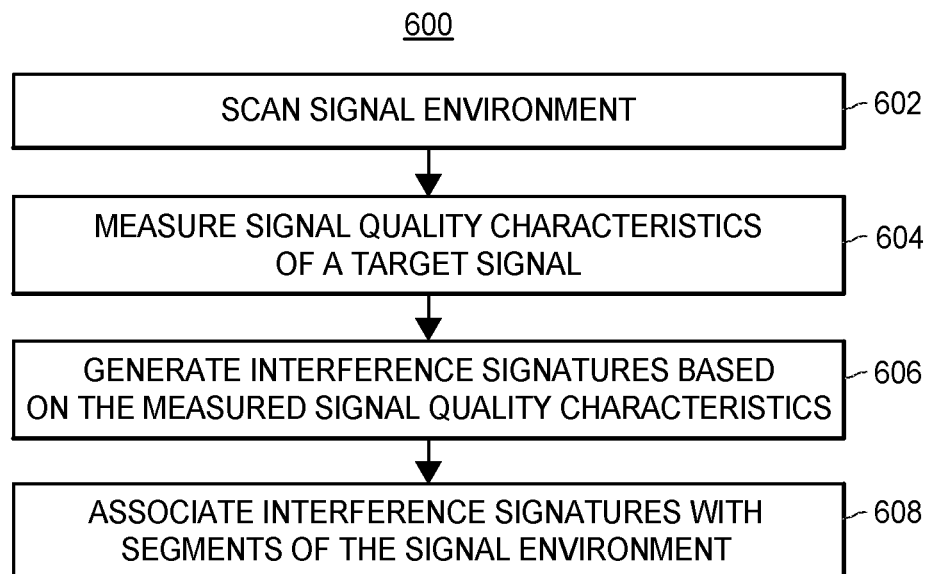 600
SCAN SIGNAL ENVIRONMENT
602
MEASURE SIGNAL QUALITY CHARACTERISTICS
OF A TARGET SIGNAL
604
GENERATE INTERFERENCE SIGNATURES BASED
ON THE MEASURED SIGNAL QUALITY CHARACTERISTICS
606
ASSOCIATE INTERFERENCE SIGNATURES WITH
SEGMENTS OF THE SIGNAL ENVIRONMENT
608